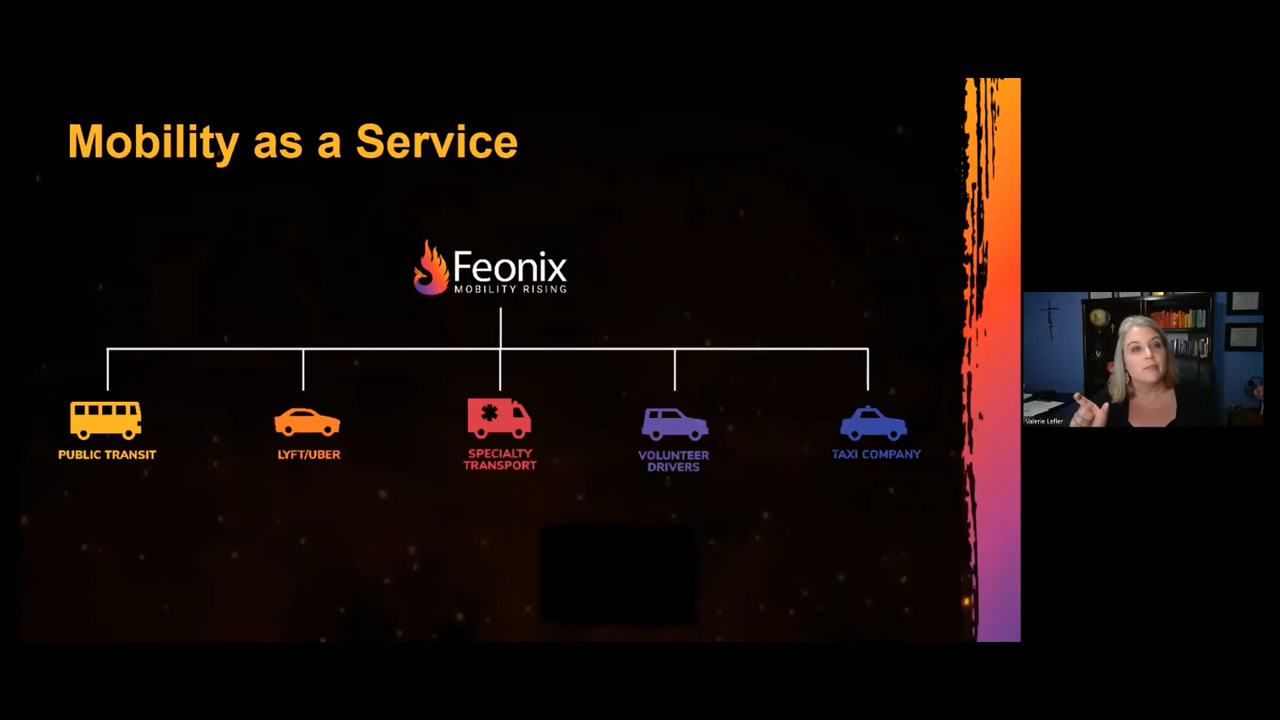 Mobility as a Service
Feonix
MOBILITY RISING
PUBLIC TRANSIT
LYFT/UBER
SPECIALTY
TRANSPORT
VOLUNTEER
DRIVERS
TAXI COMPANY
Valerie Lefler